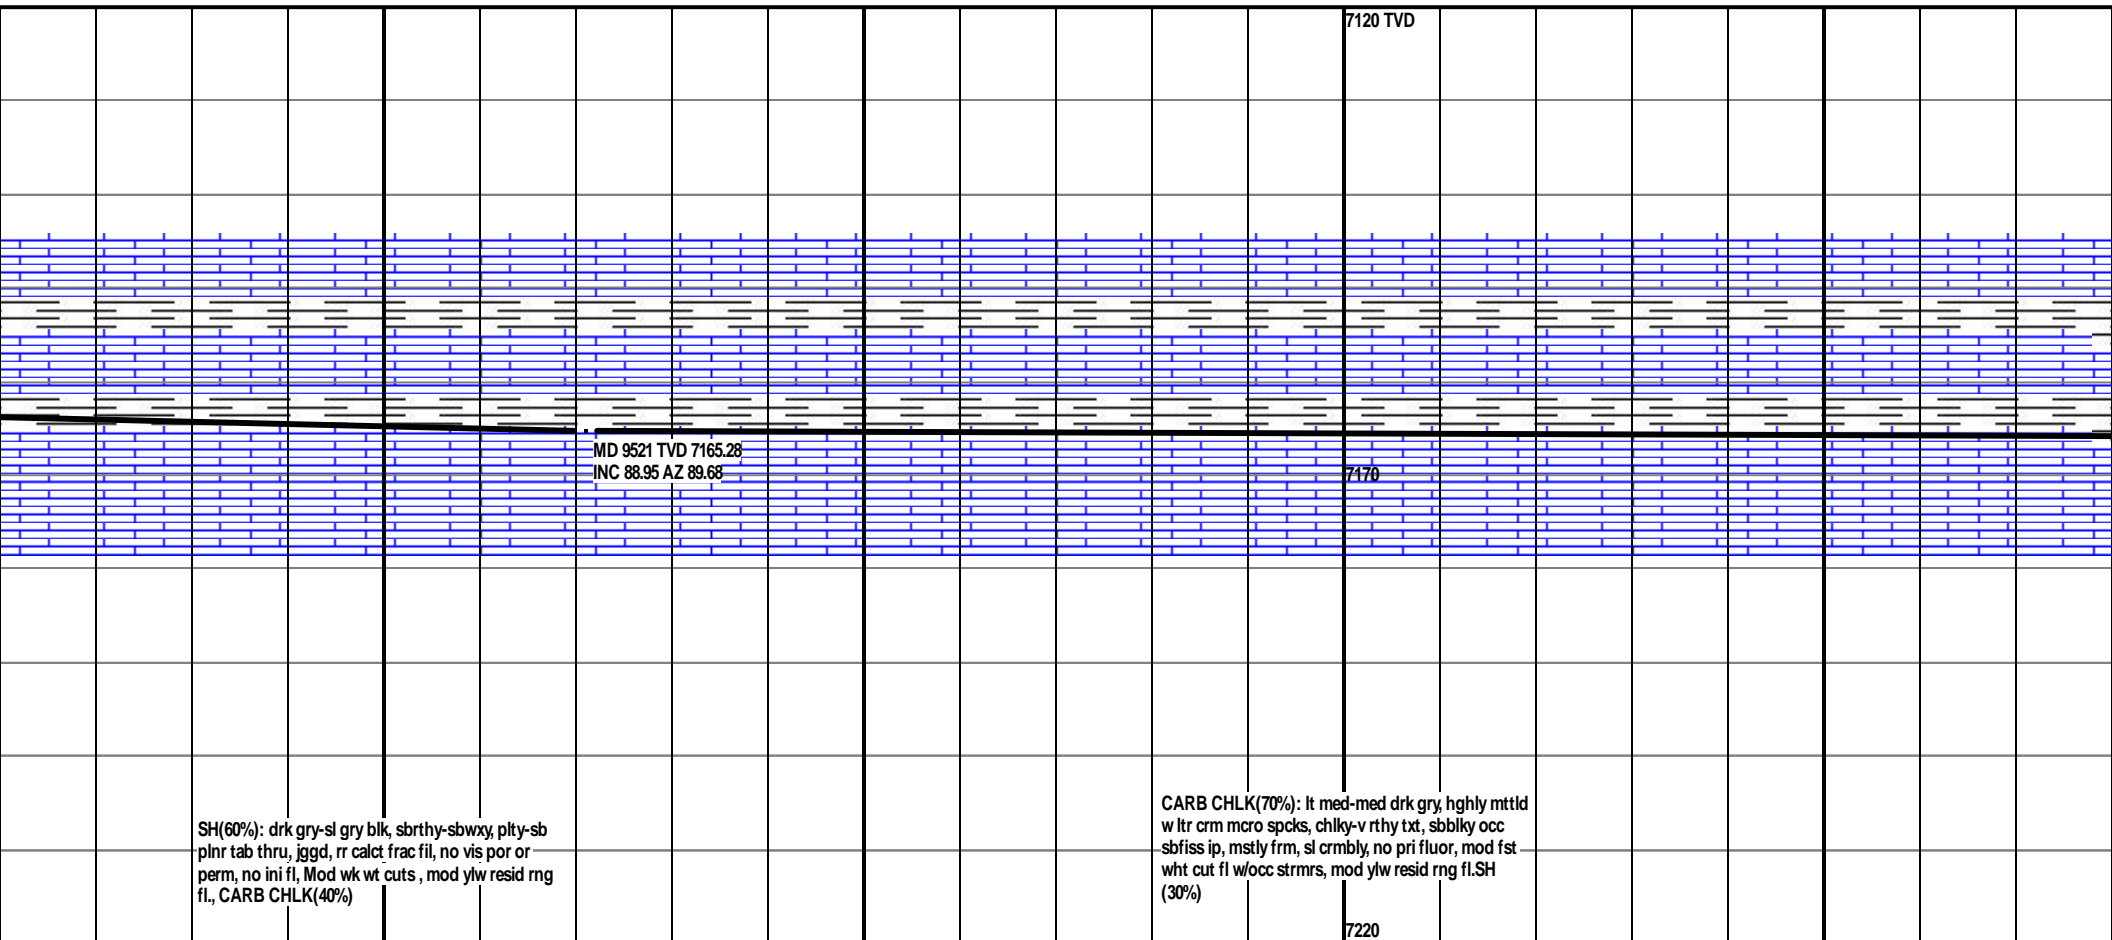 7120 TVD
MD 9521 TVD 7165.28
INC 88.95 AZ 89.68
7170
SH(60%): drk gry-sl gry blk, sbrthy-sbwxy, plty-sb
plnr tab thru, jggd, rr calct frac fil, no vis por or
perm, no ini fl, Mod wk wt cuts , mod ylw resid rng
fl., CARB CHLK(40%)
CARB CHLK(70%): lt med-med drk gry, hghly mttld
w ltr crm mcro spcks, chlky-v rthy txt, sbblky occ
sbfiss ip, mstly frm, sl crmbly, no pri fluor, mod fst
wht cut fl w/occ strmrs, mod ylw resid rng fl.SH
(30%)
7220